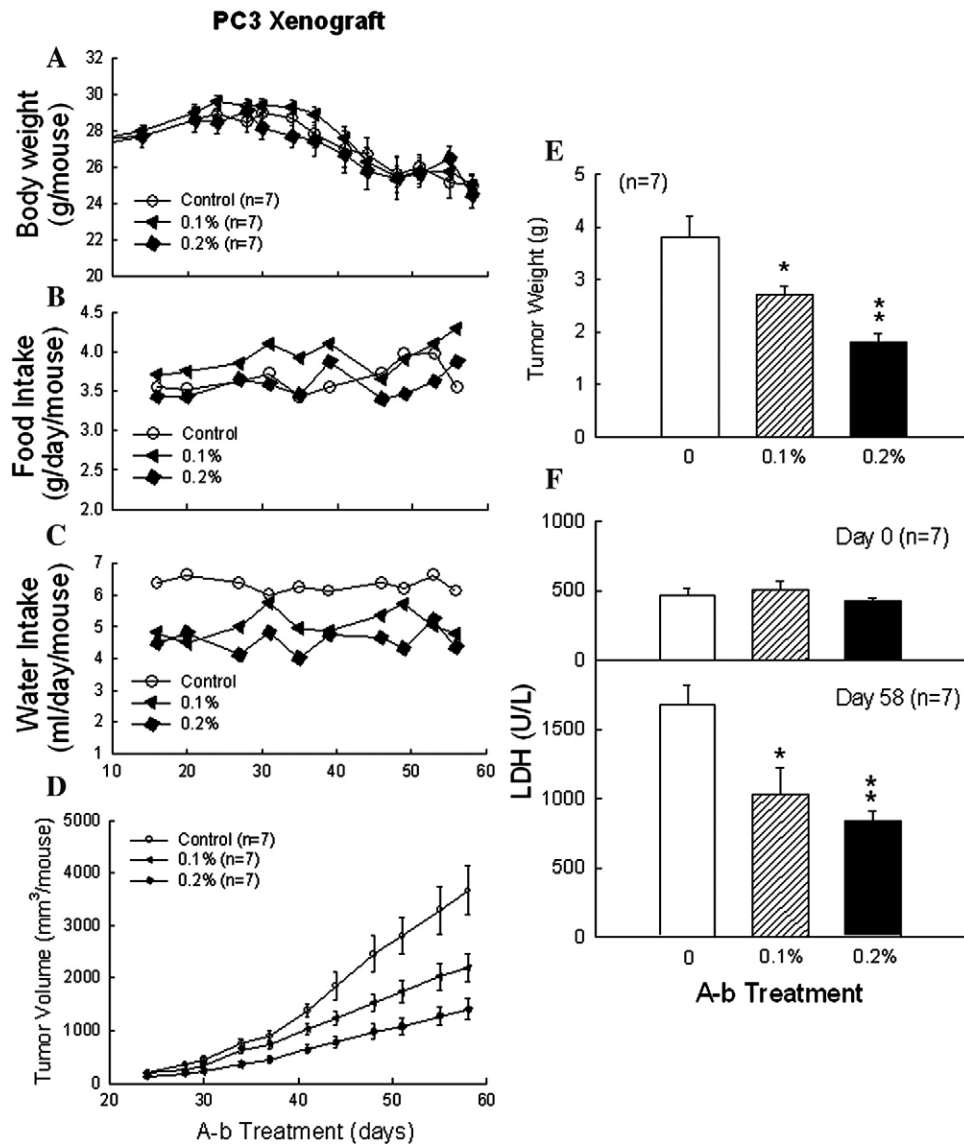 PC3 Xenograft
A
Body weight
(g/mouse)
32
30
28
26
24
22
20
Control (n=7)
0.1% (n=7)
0.2% (n=7)
B
Food Intake
(g/day/mouse)
4.5
4.0
3.5
3.0
2.5
2.0
Control
0.1%
0.2%
C
Water Intake
(ml/day/mouse)
7
6
5
4
3
2
1
Control
0.1%
0.2%
10 20 30 40 50 60
D
Tumor Volume (mm³/mouse)
5000
4000
3000
2000
1000
0
Control (n=7)
0.1% (n=7)
0.2% (n=7)
20 30 40 50 60
A-b Treatment (days)
E
Tumor Weight (g)
5
4
3
2
1
0
(n=7)
*
**
0 0.1% 0.2%
F
LDH (U/L)
1000
500
0
Day 0 (n=7)
1500
1000
500
0
Day 58 (n=7)
*
**
0 0.1% 0.2%
A-b Treatment